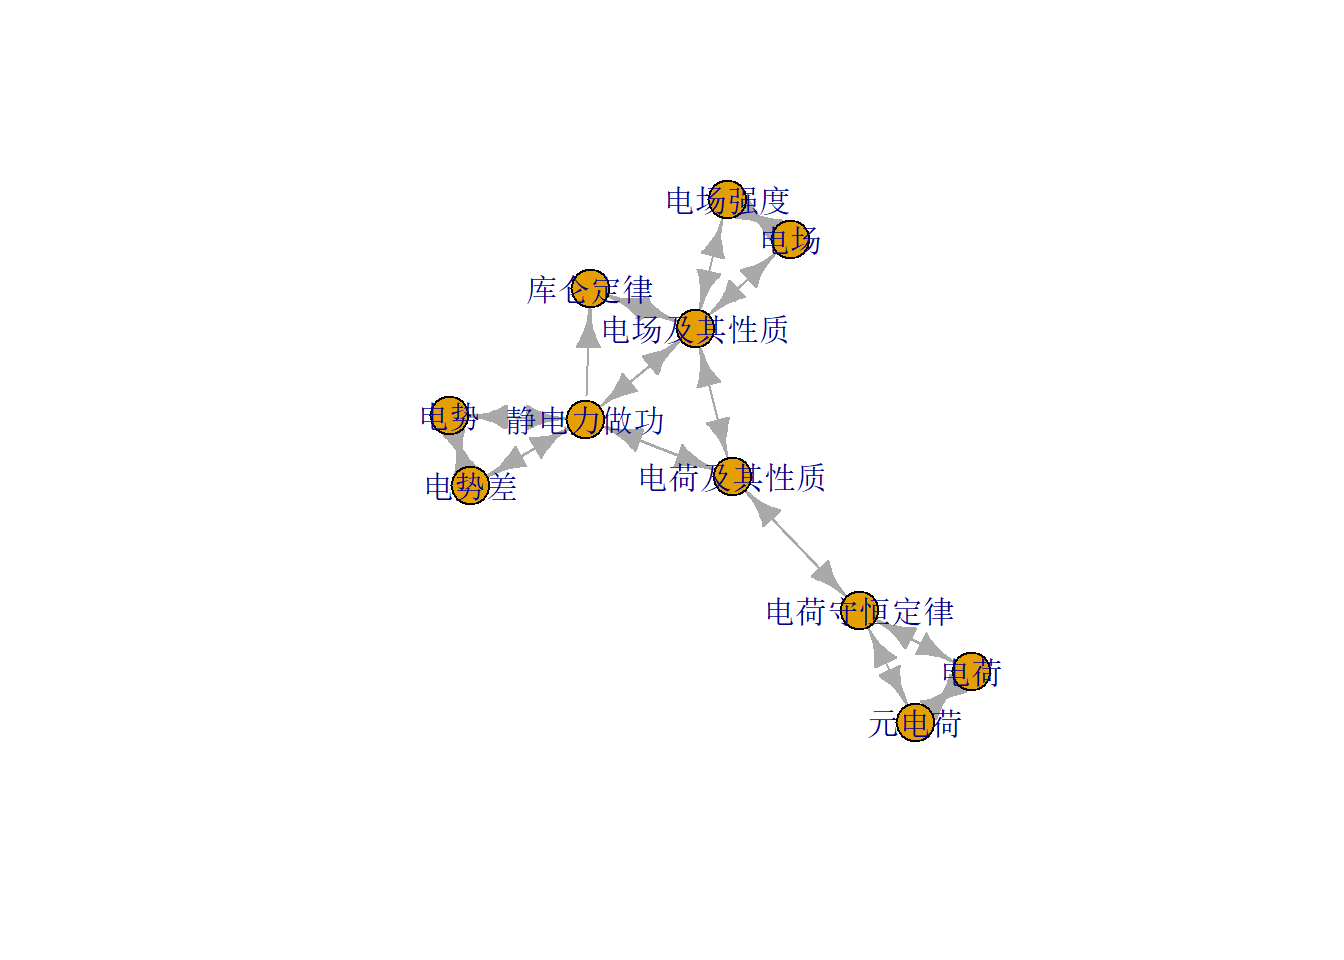 电场强度
电场
库仑定律
电场及其性质
电势
静电力做功
电荷及其性质
电势差
电荷守恒定律
电荷
元电荷